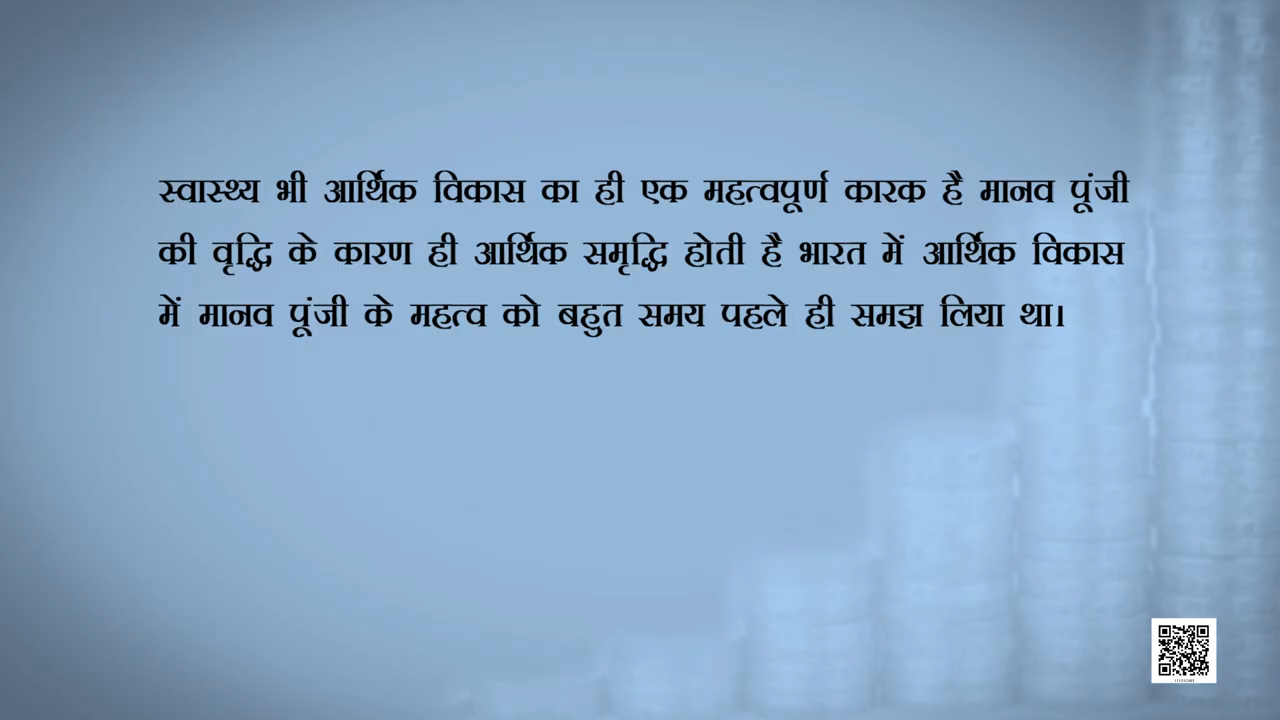 स्वास्थ्य भी आर्थिक विकास का ही एक महत्वपूर्ण कारक है मानव पूंजी
की वृद्धि के कारण ही आर्थिक समृद्धि होती है भारत में आर्थिक विकास
में मानव पूंजी के महत्व को बहुत समय पहले ही समझ लिया था।